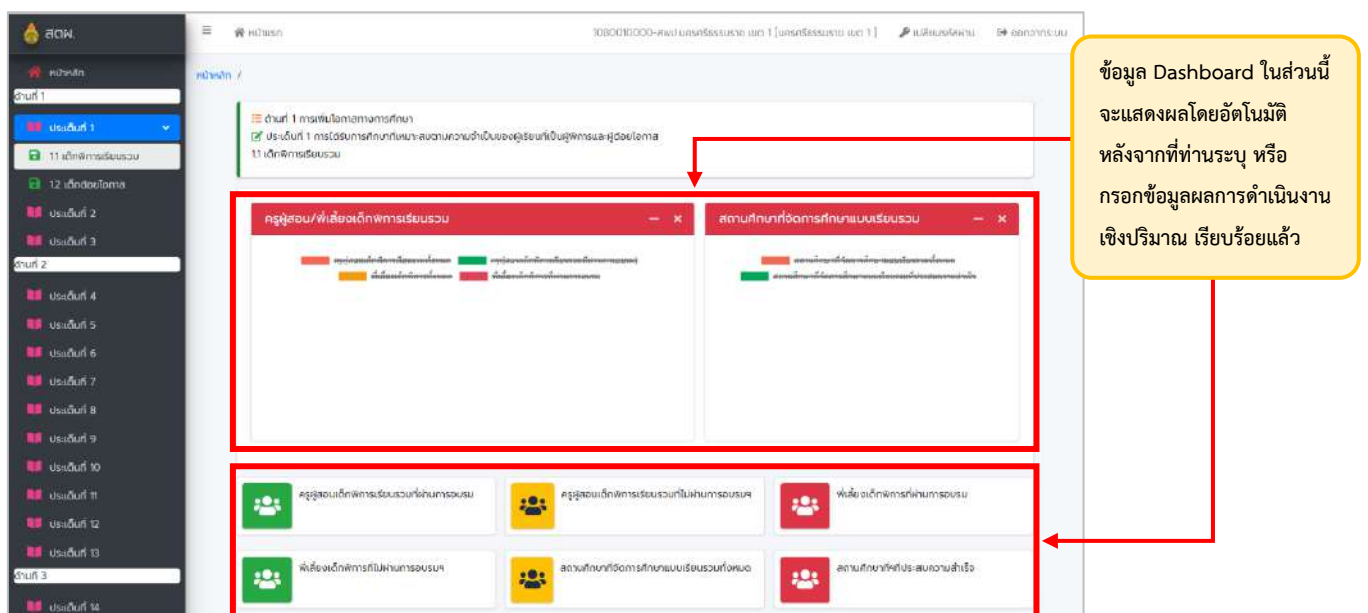 สตผ.
หน้าแรก
1080010000-สพป.นครศรีธรรมราช เขต 1 [นครศรีธรรมราช เขต 1]
เปลี่ยนรหัสผ่าน
ออกจากระบบ
หน้าหลัก
ด้านที่ 1
ประเด็นที่ 1
1.1 เด็กพิการเรียนรวม
1.2 เด็กด้อยโอกาส
ประเด็นที่ 2
ประเด็นที่ 3
ด้านที่ 2
ประเด็นที่ 4
ประเด็นที่ 5
ประเด็นที่ 6
ประเด็นที่ 7
ประเด็นที่ 8
ประเด็นที่ 9
ประเด็นที่ 10
ประเด็นที่ 11
ประเด็นที่ 12
ประเด็นที่ 13
ด้านที่ 3
ประเด็นที่ 14
หน้าหลัก /
ด้านที่ 1 การเพิ่มโอกาสทางการศึกษา
ประเด็นที่ 1 การได้รับการศึกษาที่เหมาะสมตามความจำเป็นของผู้เรียนที่เป็นผู้พิการและผู้ด้อยโอกาส
1.1 เด็กพิการเรียนรวม
ครูผู้สอน/พี่เลี้ยงเด็กพิการเรียนรวม
สถานศึกษาที่จัดการศึกษาแบบเรียนรวม
ครูผู้สอนเด็กพิการเรียนรวมที่ผ่านการอบรม
ครูผู้สอนเด็กพิการเรียนรวมที่ไม่ผ่านการอบรมฯ
พี่เลี้ยงเด็กพิการที่ผ่านการอบรม
พี่เลี้ยงเด็กพิการที่ไม่ผ่านการอบรมฯ
สถานศึกษาที่จัดการศึกษาแบบเรียนรวมทั้งหมด
สถานศึกษาฯที่ประสบความสำเร็จ
ข้อมูล Dashboard ในส่วนนี้
จะแสดงผลโดยอัตโนมัติ
หลังจากที่ท่านระบุ หรือ
กรอกข้อมูลผลการดำเนินงาน
เชิงปริมาณ เรียบร้อยแล้ว